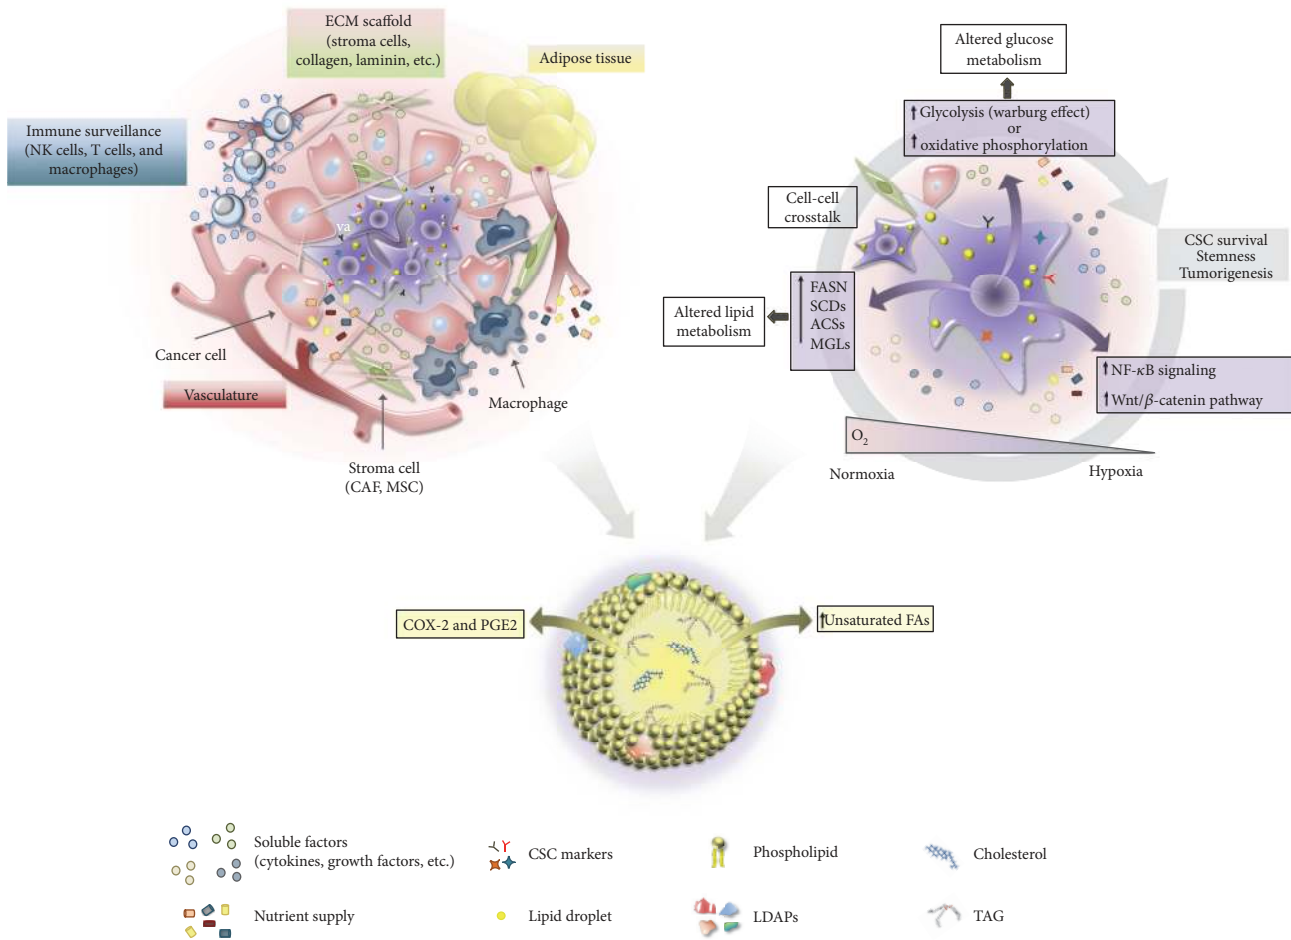 ECM scaffold
(stroma cells,
collagen, laminin, etc.)
Adipose tissue
Immune surveillance
(NK cells, T cells, and
macrophages)
va
Cancer cell
Vasculature
Macrophage
Stroma cell
(CAF, MSC)
Altered glucose
metabolism
Glycolysis (warburg effect)
or
oxidative phosphorylation
Cell-cell
crosstalk
CSC survival
Stemness
Tumorigenesis
Altered lipid
metabolism
FASN
SCDs
ACSs
MGLs
NF-κB signaling
Wnt/β-catenin pathway
O₂
Normoxia
Hypoxia
COX-2 and PGE2
Unsaturated FAs
Soluble factors
(cytokines, growth factors, etc.)
CSC markers
Phospholipid
Cholesterol
Nutrient supply
Lipid droplet
LDAPs
TAG